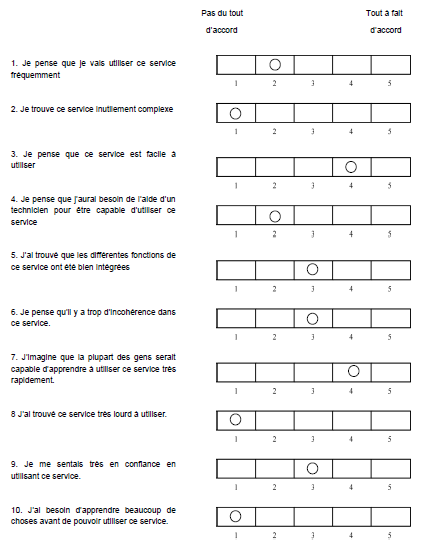 Pas du tout Tout à fait
d'accord d'accord
1. Je pense que je vais utiliser ce service
fréquemment
1 2 3 4 5
2. Je trouve ce service inutilement complexe
1 2 3 4 5
3. Je pense que ce service est facile à
utiliser
1 2 3 4 5
4. Je pense que j'aurai besoin de l'aide d'un
technicien pour être capable d'utiliser ce
service
1 2 3 4 5
5. J'ai trouvé que les différentes fonctions de
ce service ont été bien intégrées
1 2 3 4 5
6. Je pense qu'il y a trop d'incohérence dans
ce service.
1 2 3 4 5
7. J'imagine que la plupart des gens serait
capable d'apprendre à utiliser ce service très
rapidement.
1 2 3 4 5
8 J'ai trouvé ce service très lourd à utiliser.
1 2 3 4 5
9. Je me sentais très en confiance en
utilisant ce service.
1 2 3 4 5
10. J'ai besoin d'apprendre beaucoup de
choses avant de pouvoir utiliser ce service.
1 2 3 4 5